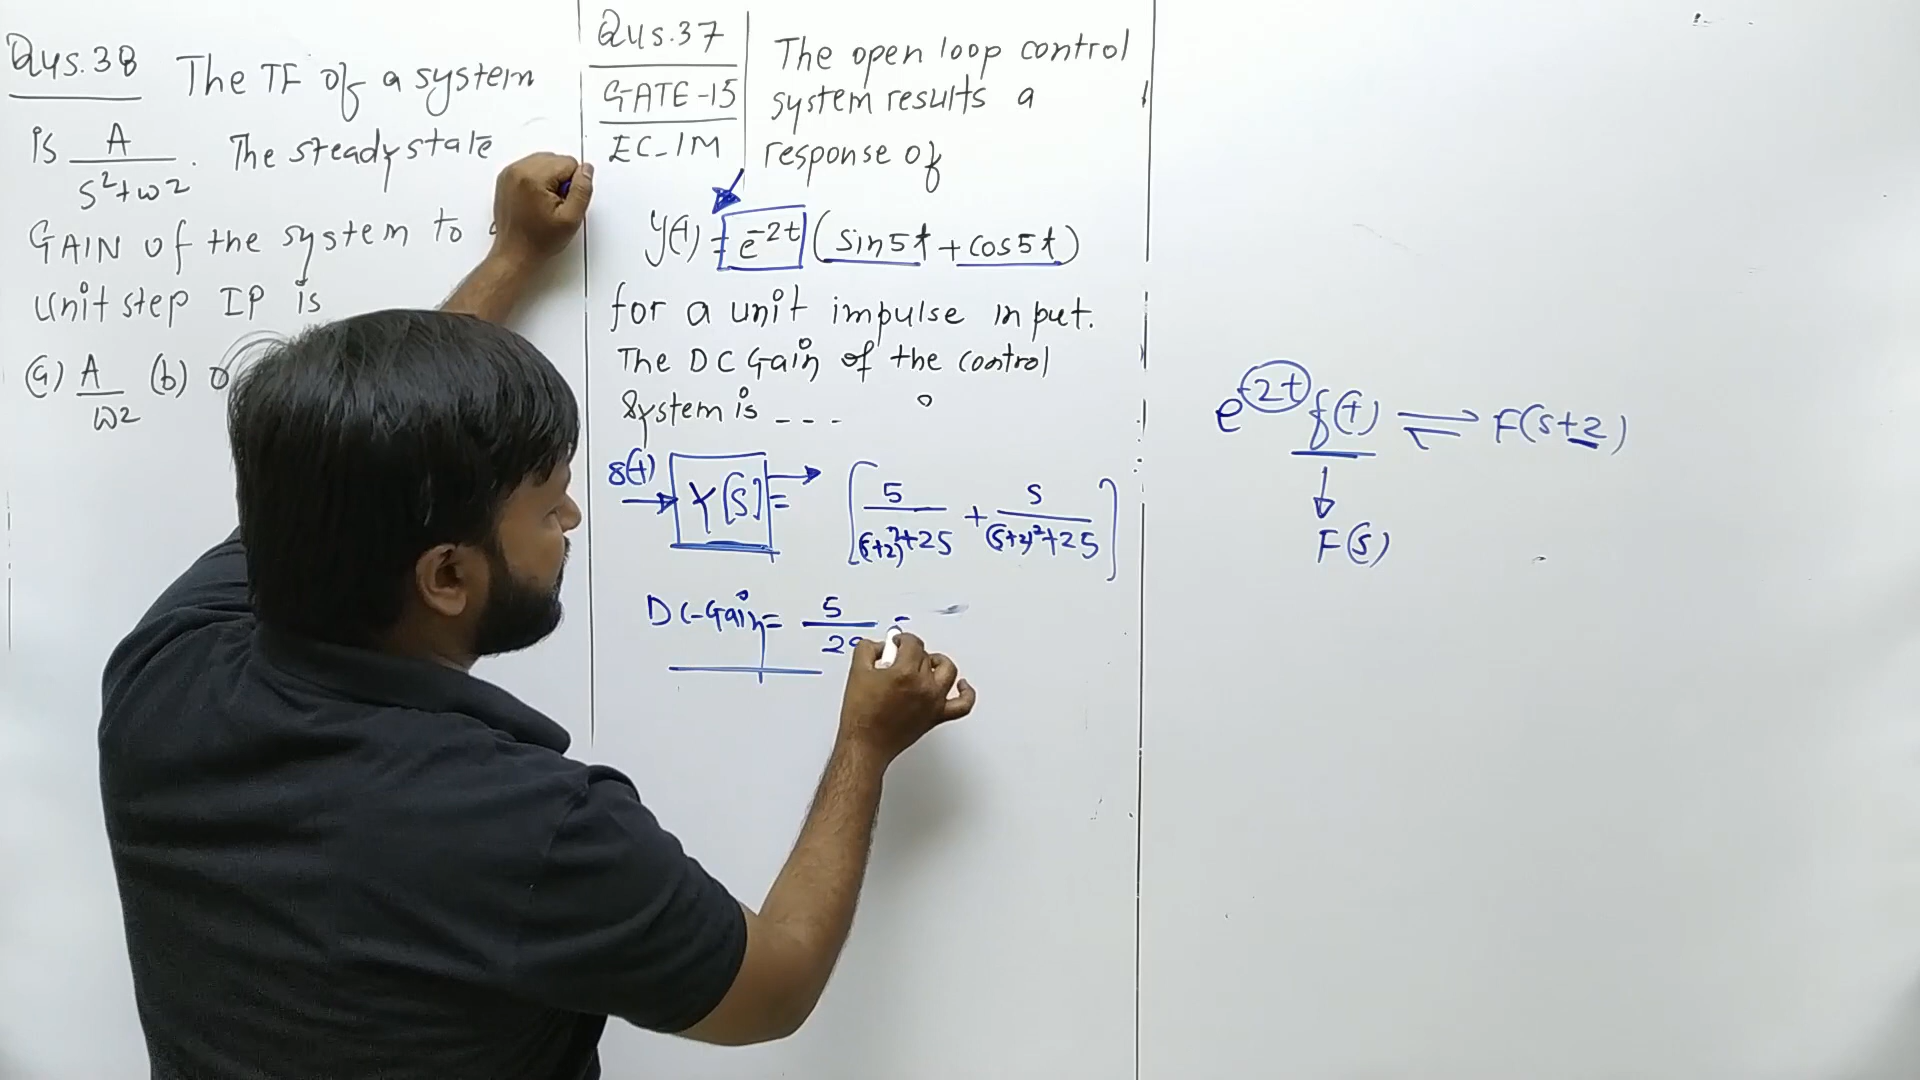 Qus.38 The TF of a system
is A/(s²+ω2). The steady state
GAIN of the system to
unit step IP is
(a) A/ω2 (b) 0
Qus.37
GATE-15
EC-1M
The open loop control
system results a
response of
y(t) = e^-2t (sin5t + cos5t)
for a unit impulse input.
The DC Gain of the control
System is ---
δ(t) → Y[s] = → [5/((s+2)²+25) + s/((s+2)²+25)]
DC-Gain = 5/29 =
e^-2t f(t) ⇌ F(s+2)
↓
F(s)